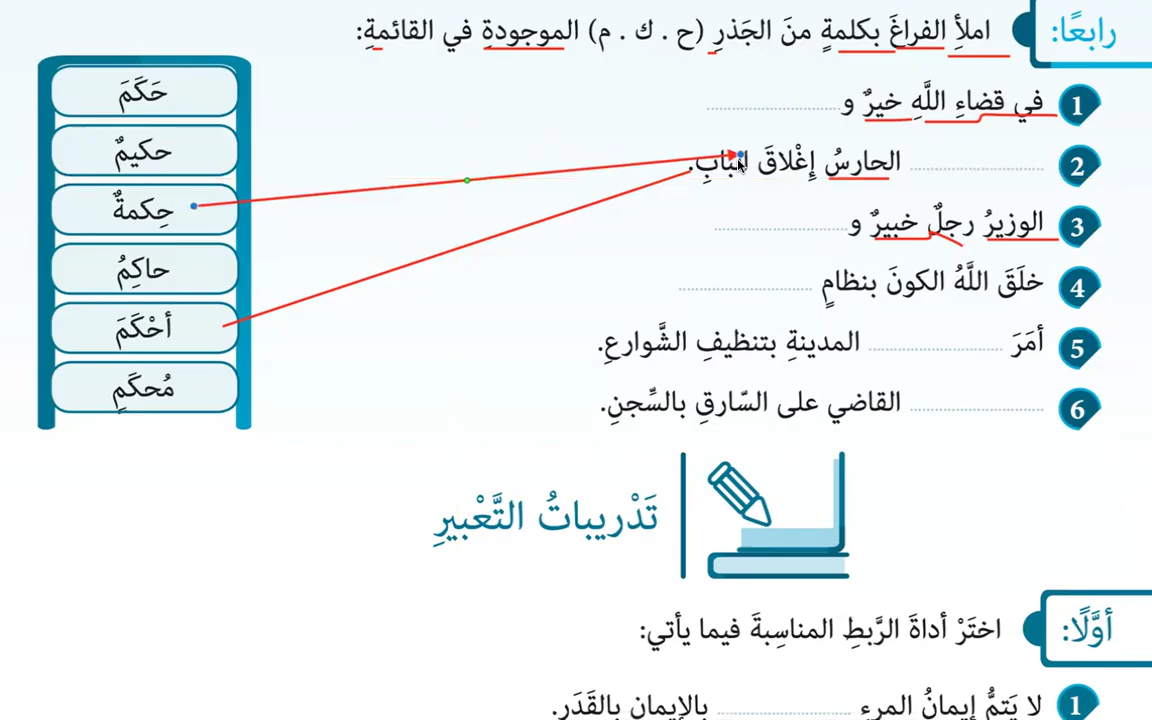 رابعًا: املأِ الفراغَ بكلمةٍ منَ الجَذرِ (ح . ك . م) الموجودةِ في القائمةِ:
1 في قضاءِ اللَّهِ خيرٌ و ....................
2 .................... الحارسُ إِغْلاقَ البابِ.
3 الوزيرُ رجلٌ خبيرٌ و ....................
4 خلَقَ اللَّهُ الكونَ بنظامٍ ....................
5 أمَرَ .................... المدينةِ بتنظيفِ الشَّوارعِ.
6 .................... القاضي على السّارقِ بالسِّجنِ.
حَكَمَ
حكيمٌ
حِكمةٌ
حاكِمُ
أحْكَمَ
مُحكَمٍ
تَدْريباتُ التَّعْبيرِ
أوَّلًا: اختَرْ أداةَ الرَّبطِ المناسِبةَ فيما يأتي:
1 لا يَتمُّ إيمانُ المرءِ .................... بالإيمانِ بالقَدَرِ.